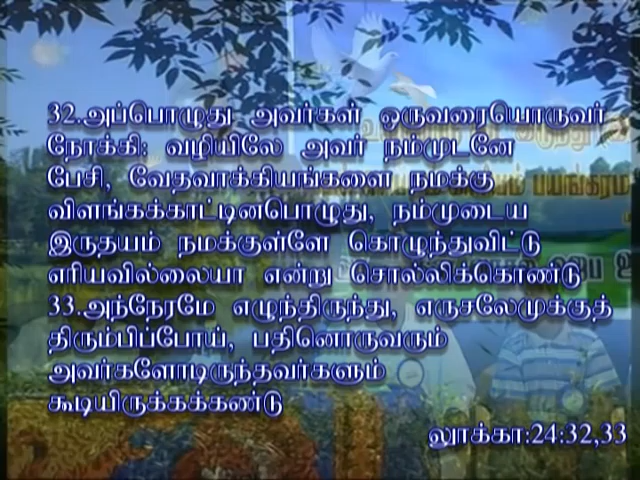 32.அப்பொழுது அவர்கள் ஒருவரையொருவர்
நோக்கி: வழியிலே அவர் நம்முடனே
பேசி, வேதவாக்கியங்களை நமக்கு
விளங்கக்காட்டினபொழுது, நம்முடைய
இருதயம் நமக்குள்ளே கொழுந்துவிட்டு
எரியவில்லையா என்று சொல்லிக்கொண்டு
33.அந்நேரமே எழுந்திருந்து, எருசலேமுக்குத்
திரும்பிப்போய், பதினொருவரும்
அவர்களோடிருந்தவர்களும்
கூடியிருக்கக்கண்டு
லூக்கா:24:32,33